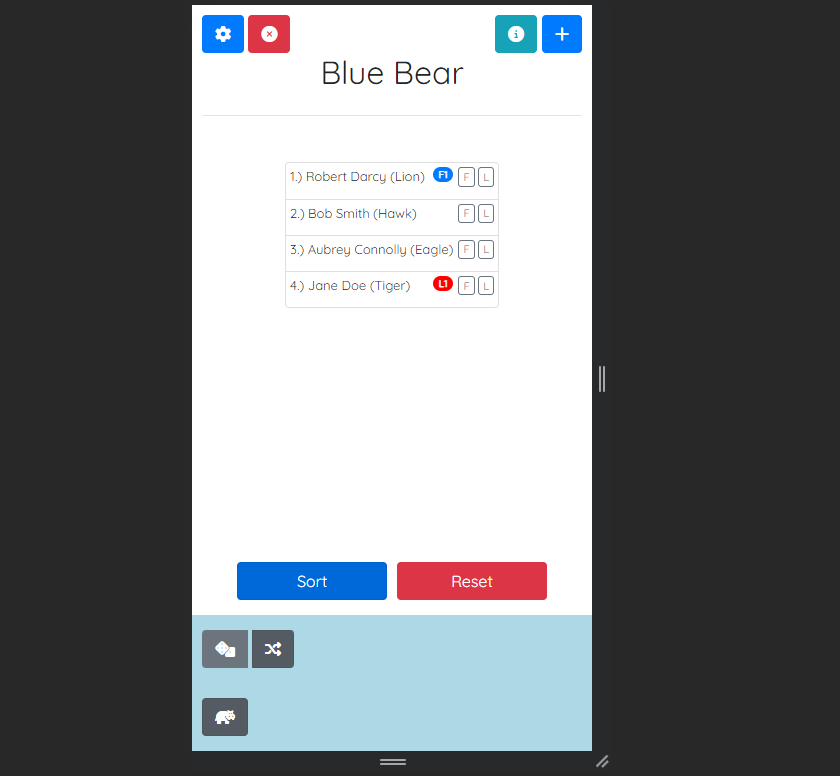 Blue Bear
1.) Robert Darcy (Lion) F1 F L
2.) Bob Smith (Hawk) F L
3.) Aubrey Connolly (Eagle) F L
4.) Jane Doe (Tiger) L1 F L
Sort Reset